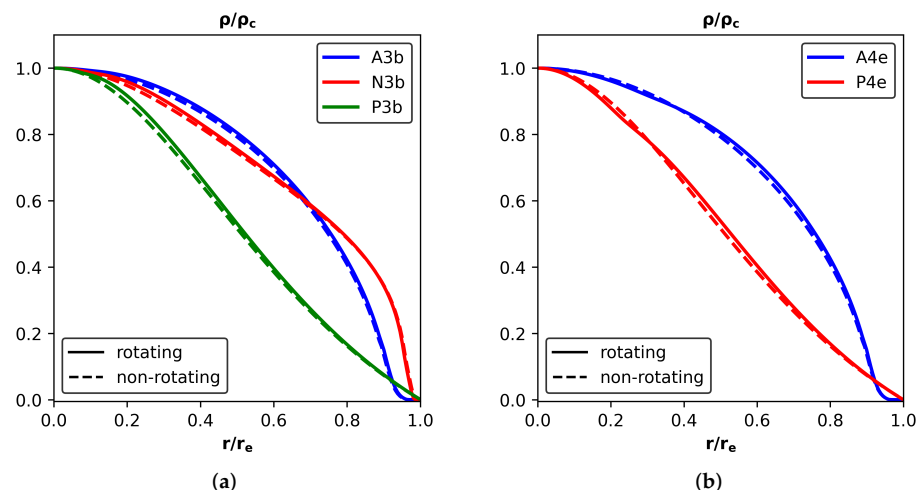 ρ/ρc
1.0
0.8
0.6
0.4
0.2
0.0
A3b
N3b
P3b
rotating
non-rotating
0.0 0.2 0.4 0.6 0.8 1.0
r/re
(a)
ρ/ρc
1.0
0.8
0.6
0.4
0.2
0.0
A4e
P4e
rotating
non-rotating
0.0 0.2 0.4 0.6 0.8 1.0
r/re
(b)